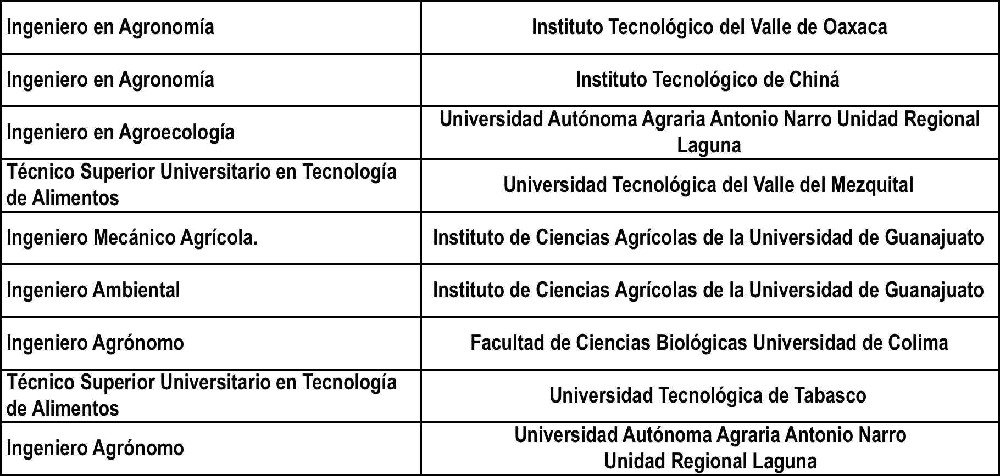 Ingeniero en Agronomía
Instituto Tecnológico del Valle de Oaxaca
Ingeniero en Agronomía
Instituto Tecnológico de Chiná
Ingeniero en Agroecología
Universidad Autónoma Agraria Antonio Narro Unidad Regional
Laguna
Técnico Superior Universitario en Tecnología
de Alimentos
Universidad Tecnológica del Valle del Mezquital
Ingeniero Mecánico Agrícola.
Instituto de Ciencias Agrícolas de la Universidad de Guanajuato
Ingeniero Ambiental
Instituto de Ciencias Agrícolas de la Universidad de Guanajuato
Ingeniero Agrónomo
Facultad de Ciencias Biológicas Universidad de Colima
Técnico Superior Universitario en Tecnología
de Alimentos
Universidad Tecnológica de Tabasco
Ingeniero Agrónomo
Universidad Autónoma Agraria Antonio Narro
Unidad Regional Laguna